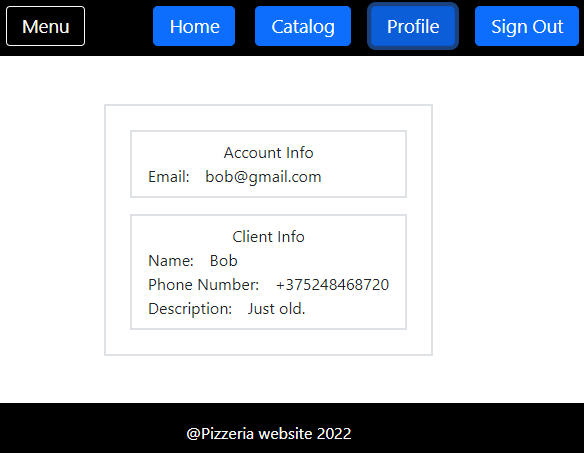 Menu Home Catalog Profile Sign Out
Account Info
Email: bob@gmail.com
Client Info
Name: Bob
Phone Number: +375248468720
Description: Just old.
@Pizzeria website 2022